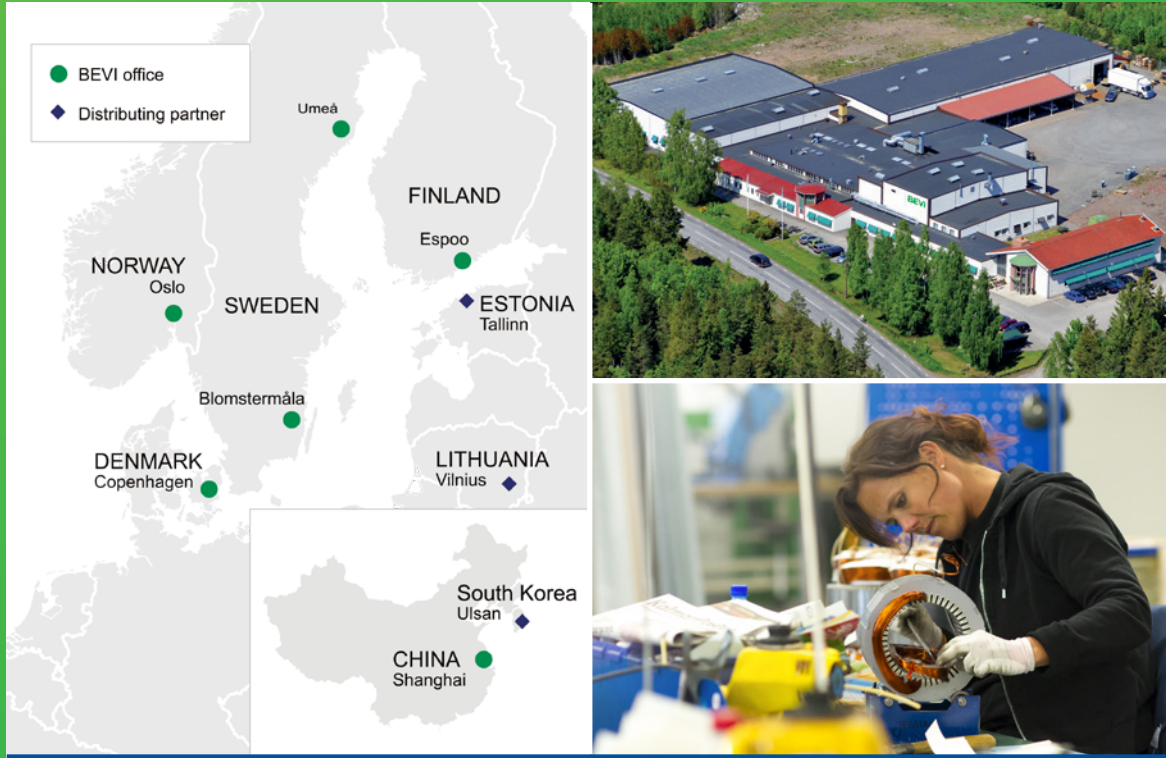 BEVI office
Distributing partner
Umeå
FINLAND
Espoo
NORWAY
Oslo
SWEDEN
ESTONIA
Tallinn
Blomstermåla
DENMARK
Copenhagen
LITHUANIA
Vilnius
South Korea
Ulsan
CHINA
Shanghai
BEVI